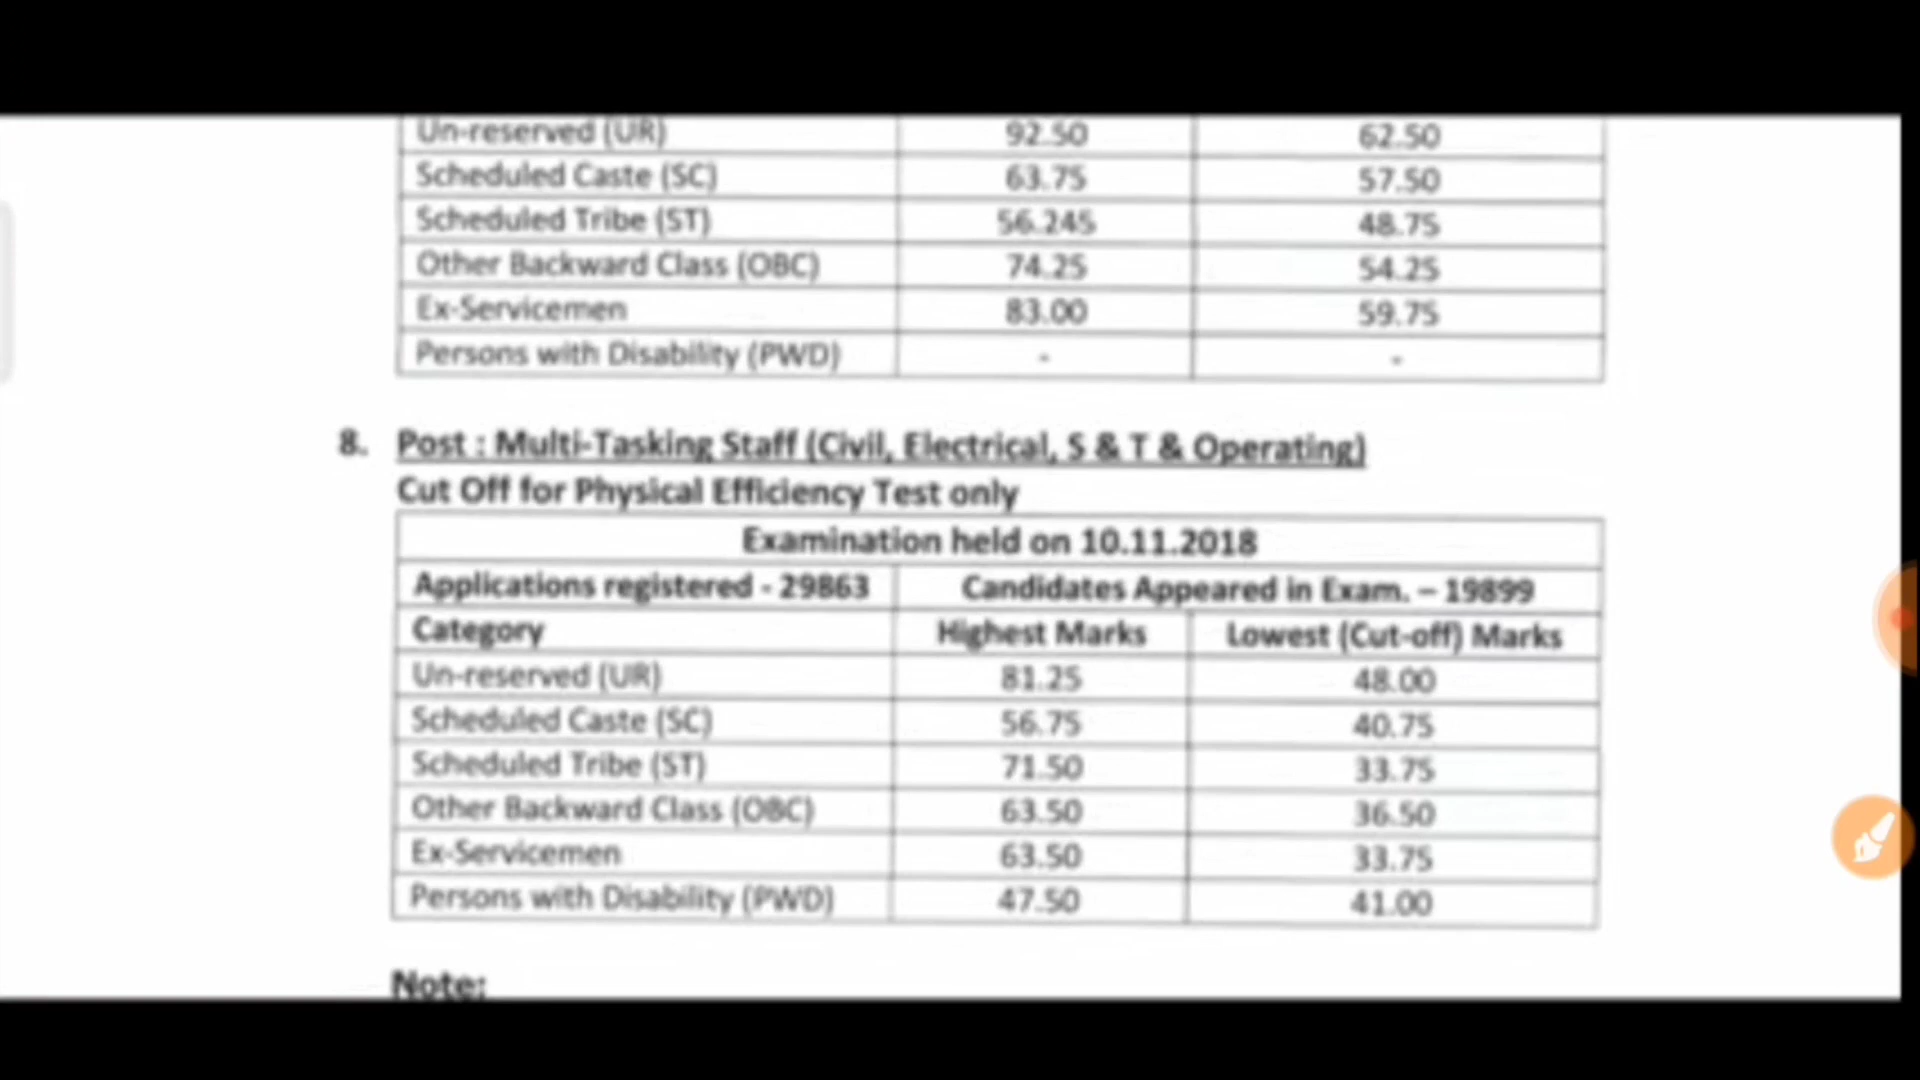 Un-reserved (UR) 92.50 62.50
Scheduled Caste (SC) 63.75 57.50
Scheduled Tribe (ST) 56.245 48.75
Other Backward Class (OBC) 74.25 54.25
Ex-Servicemen 83.00 59.75
Persons with Disability (PWD) - -
8. Post : Multi-Tasking Staff (Civil, Electrical, S & T & Operating)
Cut Off for Physical Efficiency Test only
Examination held on 10.11.2018
Applications registered - 29863 Candidates Appeared in Exam. – 19899
Category Highest Marks Lowest (Cut-off) Marks
Un-reserved (UR) 81.25 48.00
Scheduled Caste (SC) 56.75 40.75
Scheduled Tribe (ST) 71.50 33.75
Other Backward Class (OBC) 63.50 36.50
Ex-Servicemen 63.50 33.75
Persons with Disability (PWD) 47.50 41.00
Note: